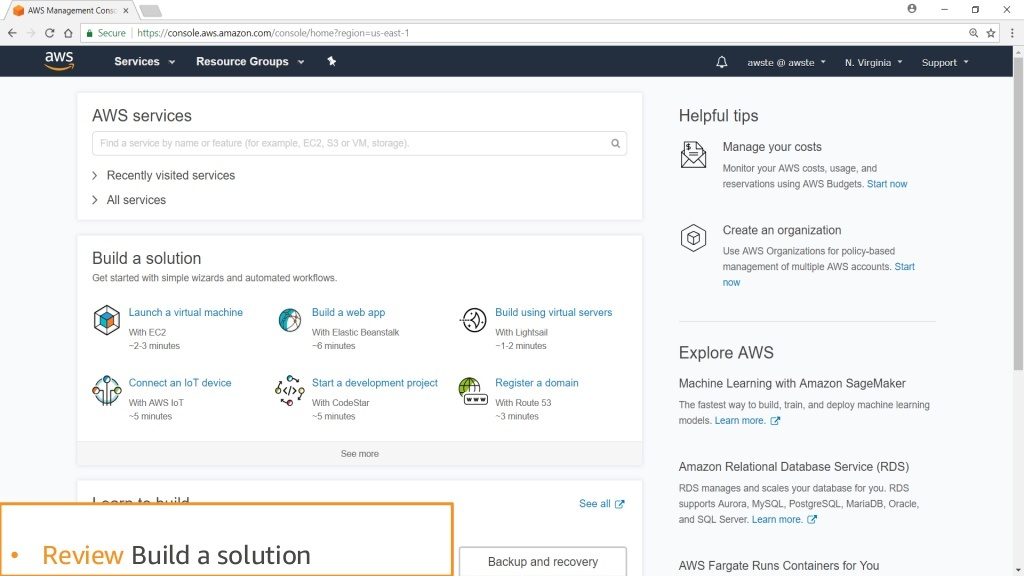 AWS Management Conso
Secure
https://console.aws.amazon.com/console/home?region=us-east-1
aws
Services
Resource Groups
awste @ awste
N. Virginia
Support
AWS services
Find a service by name or feature (for example, EC2, S3 or VM, storage).
Recently visited services
All services
Build a solution
Get started with simple wizards and automated workflows.
Launch a virtual machine
With EC2
~2-3 minutes
Build a web app
With Elastic Beanstalk
~6 minutes
Build using virtual servers
With Lightsail
~1-2 minutes
Connect an IoT device
With AWS IoT
~5 minutes
Start a development project
With CodeStar
~5 minutes
Register a domain
With Route 53
~3 minutes
See more
Learn to build
See all
Backup and recovery
Helpful tips
Manage your costs
Monitor your AWS costs, usage, and
reservations using AWS Budgets. Start now
Create an organization
Use AWS Organizations for policy-based
management of multiple AWS accounts. Start
now
Explore AWS
Machine Learning with Amazon SageMaker
The fastest way to build, train, and deploy machine learning
models. Learn more.
Amazon Relational Database Service (RDS)
RDS manages and scales your database for you. RDS
supports Aurora, MySQL, PostgreSQL, MariaDB, Oracle,
and SQL Server. Learn more.
AWS Fargate Runs Containers for You
• Review Build a solution